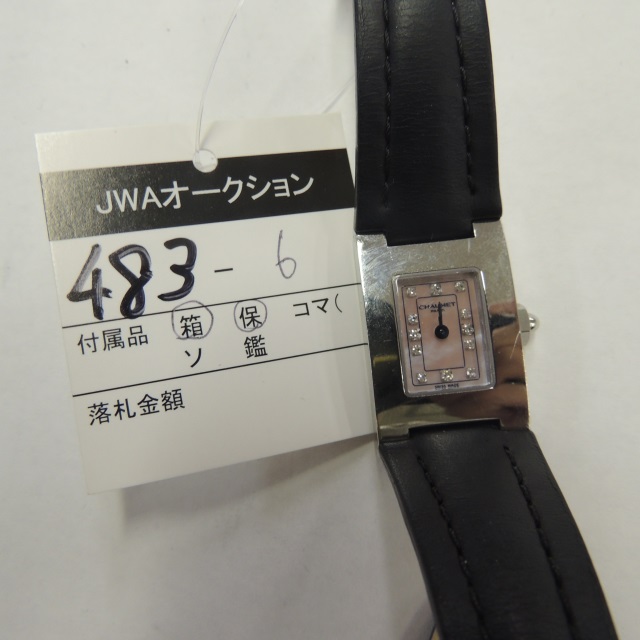 JWAオークション
483-6
付属品 箱 保 コマ(
ソ 鑑
落札金額
CHAUMET